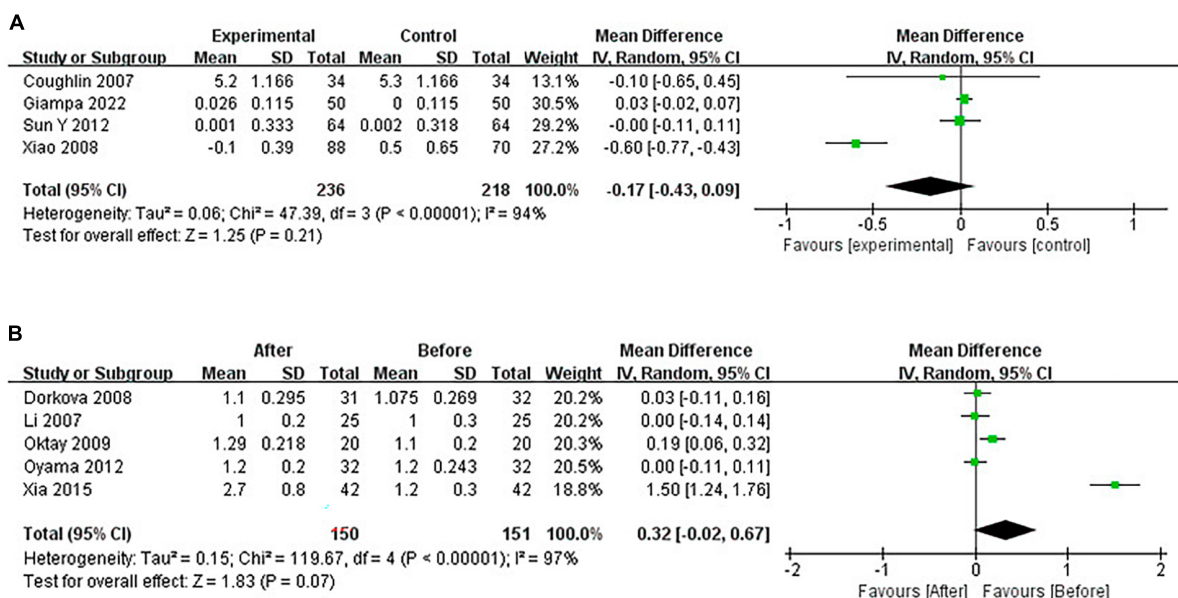 A
Experimental Control Mean Difference Mean Difference
Study or Subgroup Mean SD Total Mean SD Total Weight IV, Random, 95% CI IV, Random, 95% CI
Coughlin 2007 5.2 1.166 34 5.3 1.166 34 13.1% -0.10 [-0.65, 0.45]
Giampa 2022 0.026 0.115 50 0 0.115 50 30.5% 0.03 [-0.02, 0.07]
Sun Y 2012 0.001 0.333 64 0.002 0.318 64 29.2% -0.00 [-0.11, 0.11]
Xiao 2008 -0.1 0.39 88 0.5 0.65 70 27.2% -0.60 [-0.77, -0.43]
Total (95% CI) 236 218 100.0% -0.17 [-0.43, 0.09]
Heterogeneity: Tau² = 0.06; Chi² = 47.39, df = 3 (P < 0.00001); I² = 94%
Test for overall effect: Z = 1.25 (P = 0.21)
-1 -0.5 0 0.5 1
Favours [experimental] Favours [control]
B
After Before Mean Difference Mean Difference
Study or Subgroup Mean SD Total Mean SD Total Weight IV, Random, 95% CI IV, Random, 95% CI
Dorkova 2008 1.1 0.295 31 1.075 0.269 32 20.2% 0.03 [-0.11, 0.16]
Li 2007 1 0.2 25 1 0.3 25 20.2% 0.00 [-0.14, 0.14]
Oktay 2009 1.29 0.218 20 1.1 0.2 20 20.3% 0.19 [0.06, 0.32]
Oyama 2012 1.2 0.2 32 1.2 0.243 32 20.5% 0.00 [-0.11, 0.11]
Xia 2015 2.7 0.8 42 1.2 0.3 42 18.8% 1.50 [1.24, 1.76]
Total (95% CI) 150 151 100.0% 0.32 [-0.02, 0.67]
Heterogeneity: Tau² = 0.15; Chi² = 119.67, df = 4 (P < 0.00001); I² = 97%
Test for overall effect: Z = 1.83 (P = 0.07)
-2 -1 0 1 2
Favours [After] Favours [Before]